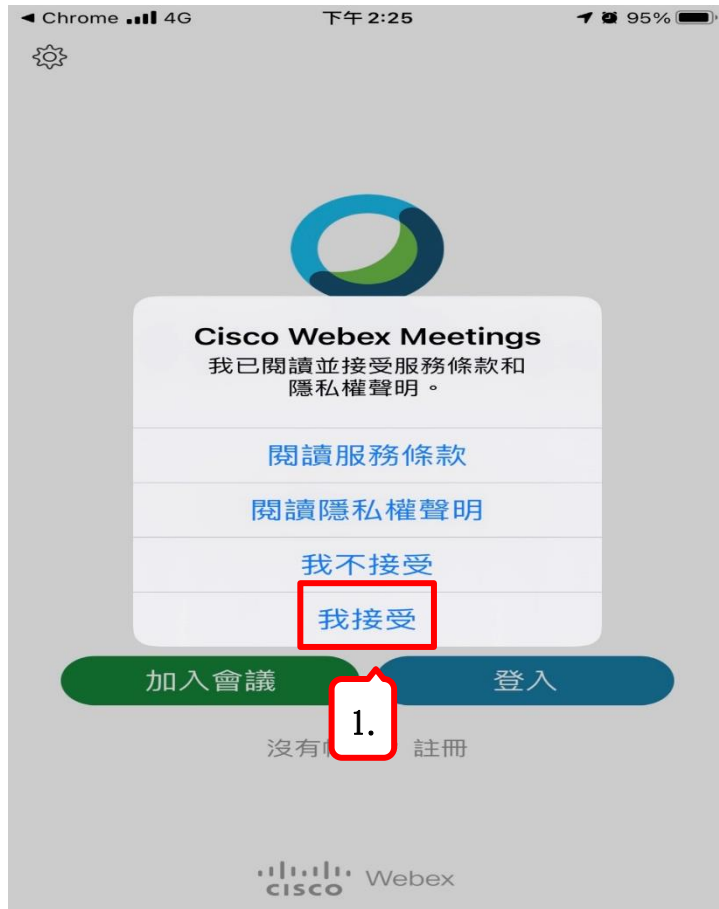 ◀ Chrome 4G 下午 2:25 95%
Cisco Webex Meetings
我已閱讀並接受服務條款和
隱私權聲明。
閱讀服務條款
閱讀隱私權聲明
我不接受
我接受
加入會議 登入
1.
沒有 註冊
cisco Webex